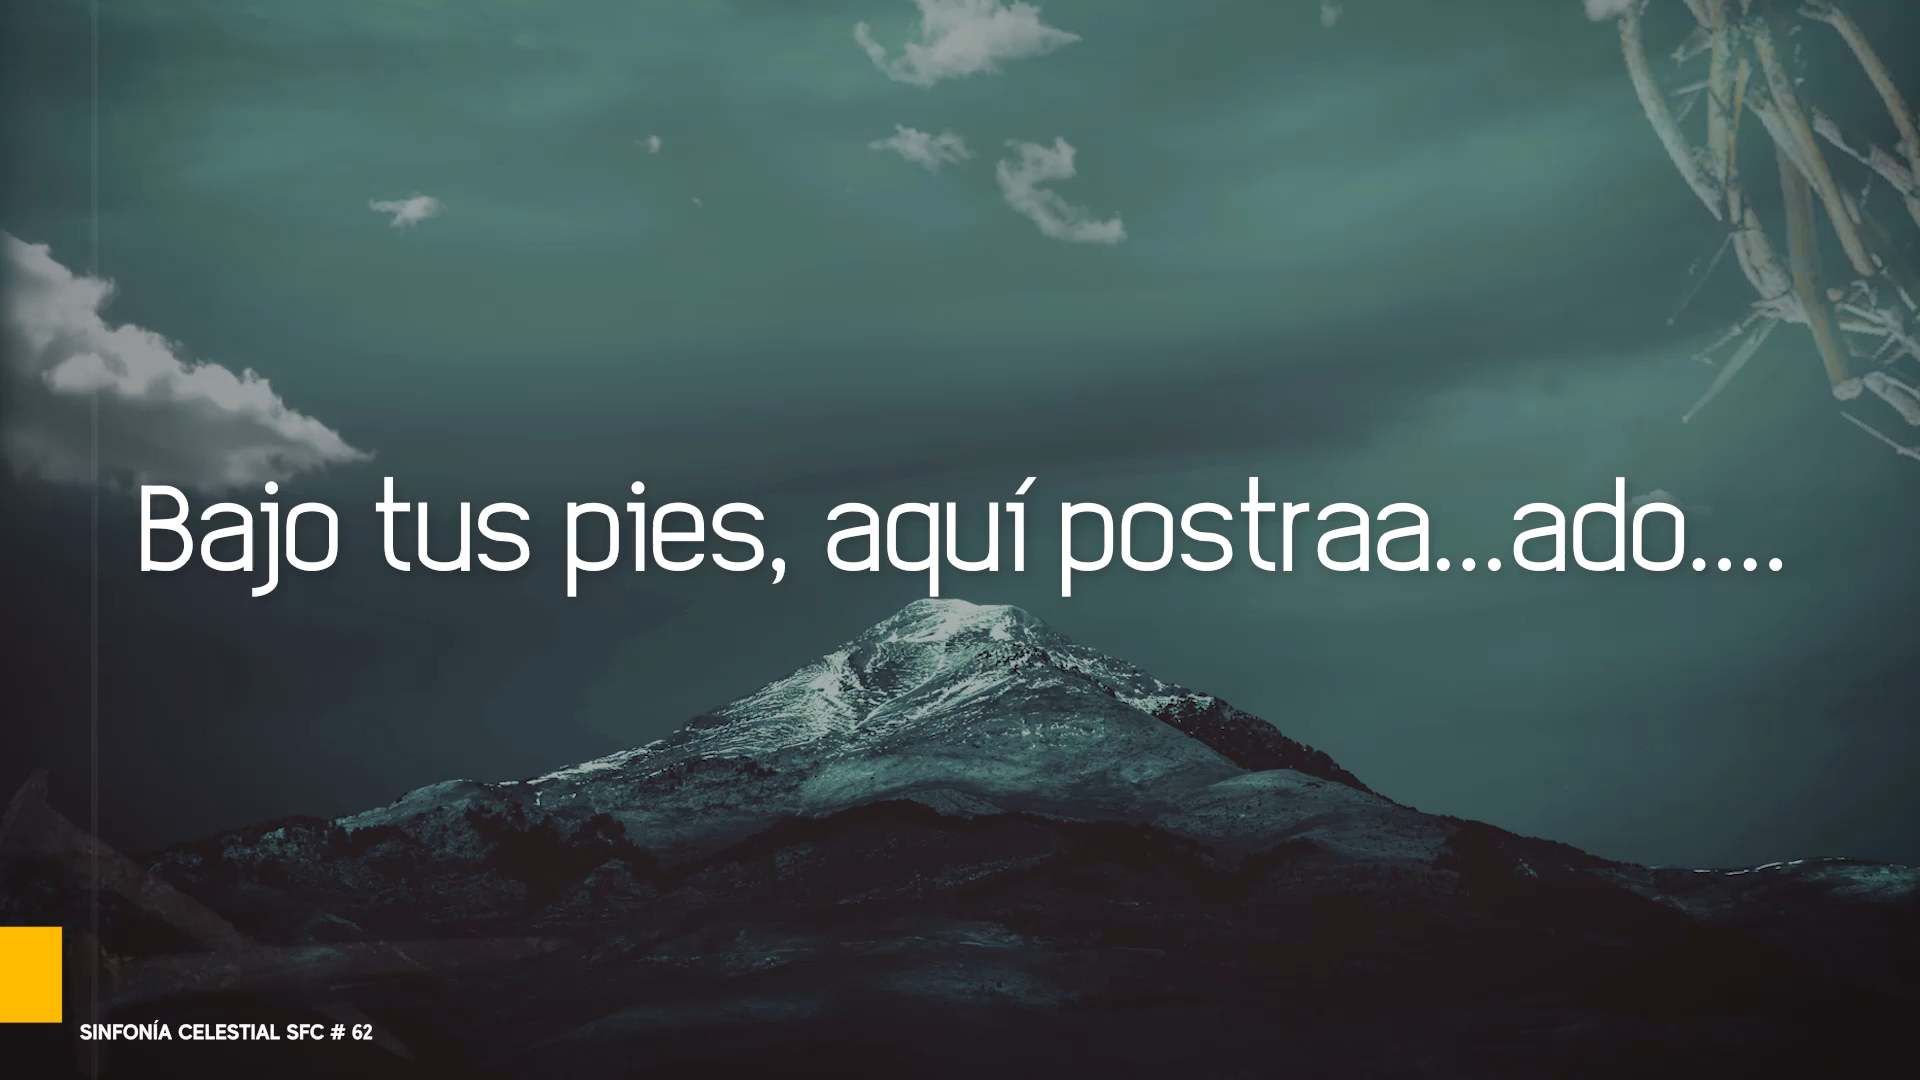 Bajo tus pies, aquí postraa...ado....
SINFONÍA CELESTIAL SFC # 62